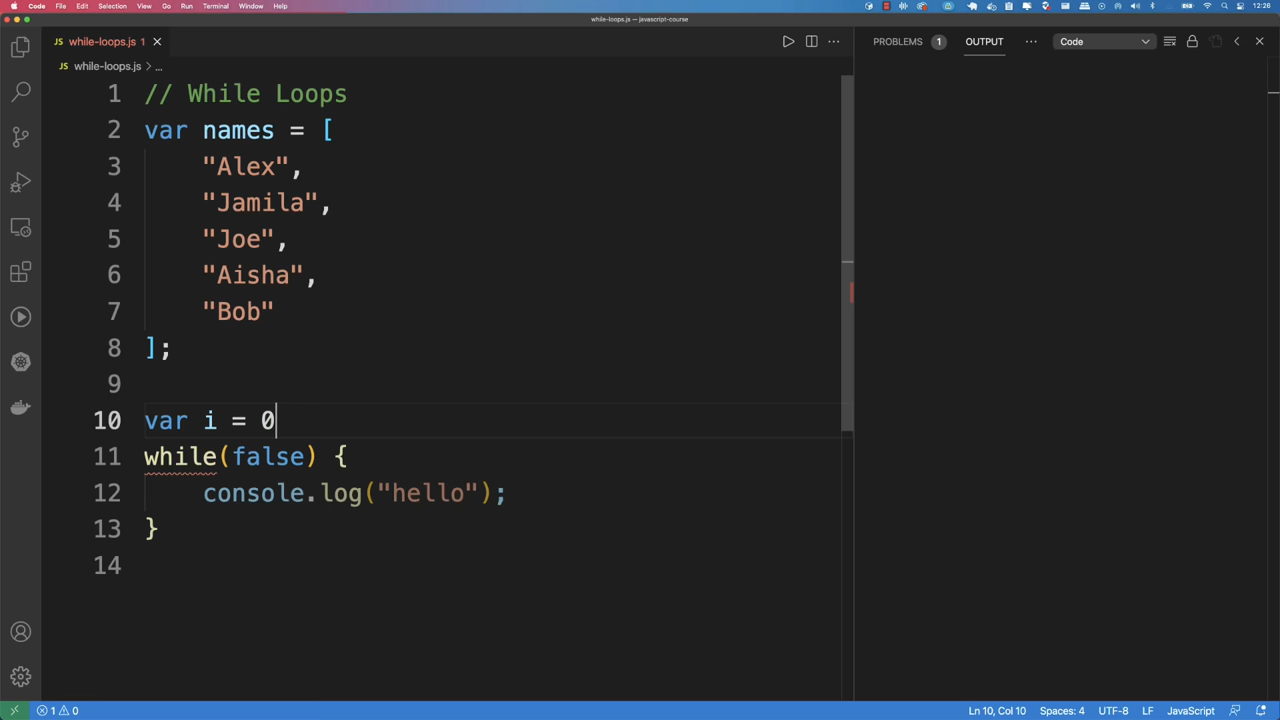 Code File Edit Selection View Go Run Terminal Window Help 12:26
while-loops.js — javascript-course
JS while-loops.js 1
PROBLEMS 1 OUTPUT Code
JS while-loops.js > ...
1 // While Loops
2 var names = [
3 "Alex",
4 "Jamila",
5 "Joe",
6 "Aisha",
7 "Bob"
8 ];
9
10 var i = 0
11 while(false) {
12 console.log("hello");
13 }
14
1 0 Ln 10, Col 10 Spaces: 4 UTF-8 LF JavaScript